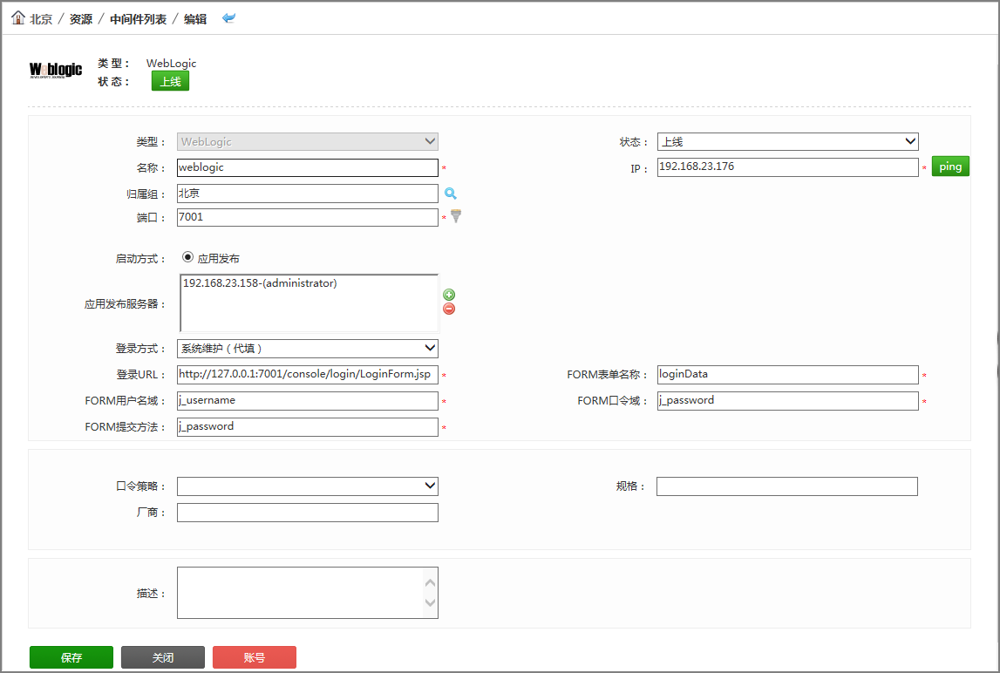 北京 / 资源 / 中间件列表 / 编辑
Weblogic
类 型： WebLogic
状 态： 上线
类型： WebLogic 状态： 上线
名称： weblogic * IP： 192.168.23.176 * ping
归属组： 北京
端口： 7001 *
启动方式： 应用发布
192.168.23.158-(administrator)
应用发布服务器：
登录方式： 系统维护（代填）
登录URL： http://127.0.0.1:7001/console/login/LoginForm.jsp * FORM表单名称： loginData *
FORM用户名域： j_username * FORM口令域： j_password *
FORM提交方法： j_password *
口令策略： 规格：
厂商：
描述：
保存 关闭 账号